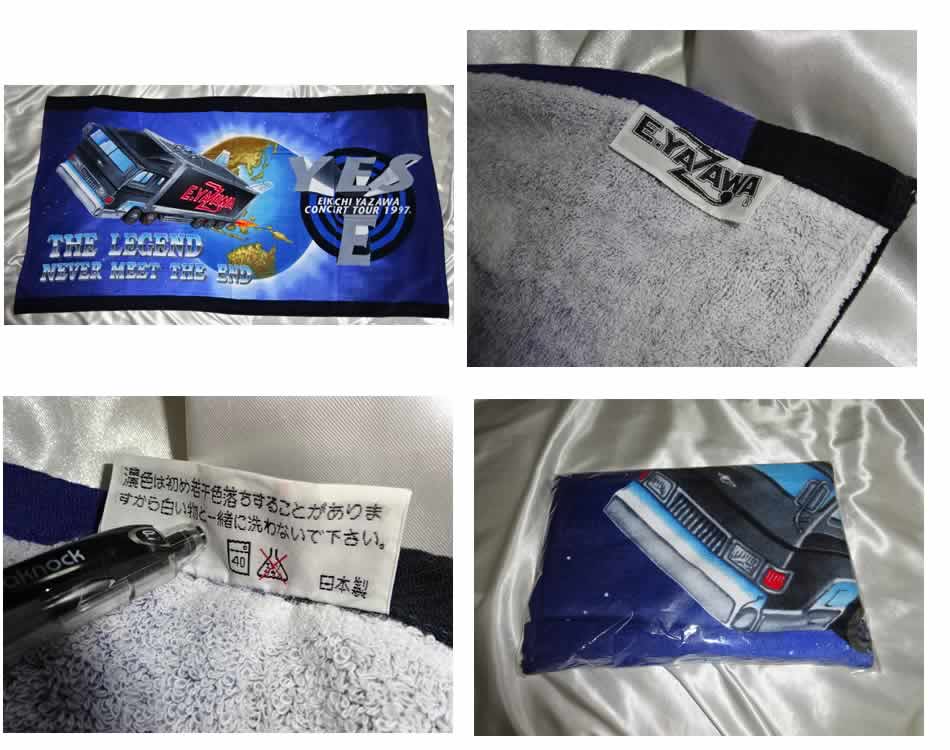 E.YAZAWA
YES
EIKICHI YAZAWA
CONCERT TOUR 1997.
E
THE LEGEND
NEVER MEET THE END
E.YAZAWA
濃色は初め若干色落ちすることがありま
すから白い物と一緒に洗わないで下さい。
40
日本製
aknock